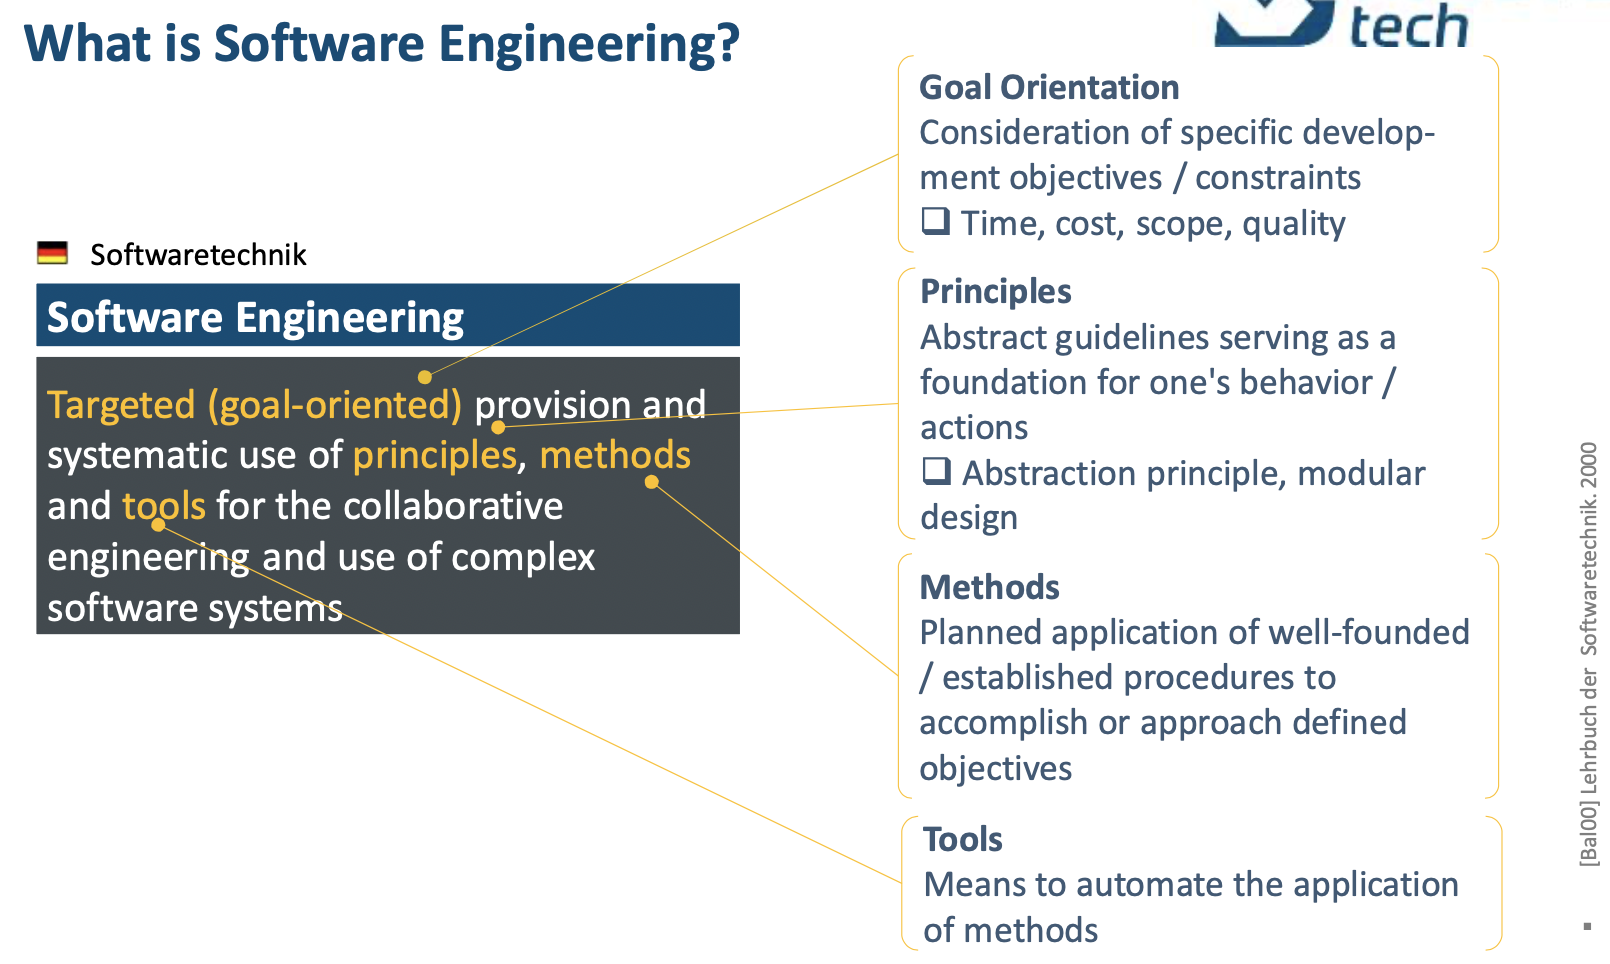 What is Software Engineering?
tech
Softwaretechnik
Software Engineering
Targeted (goal-oriented) provision and
systematic use of principles, methods
and tools for the collaborative
engineering and use of complex
software systems
Goal Orientation
Consideration of specific develop-
ment objectives / constraints
❑ Time, cost, scope, quality
Principles
Abstract guidelines serving as a
foundation for one's behavior /
actions
❑ Abstraction principle, modular
design
Methods
Planned application of well-founded
/ established procedures to
accomplish or approach defined
objectives
Tools
Means to automate the application
of methods
[Bal00] Lehrbuch der Softwaretechnik. 2000